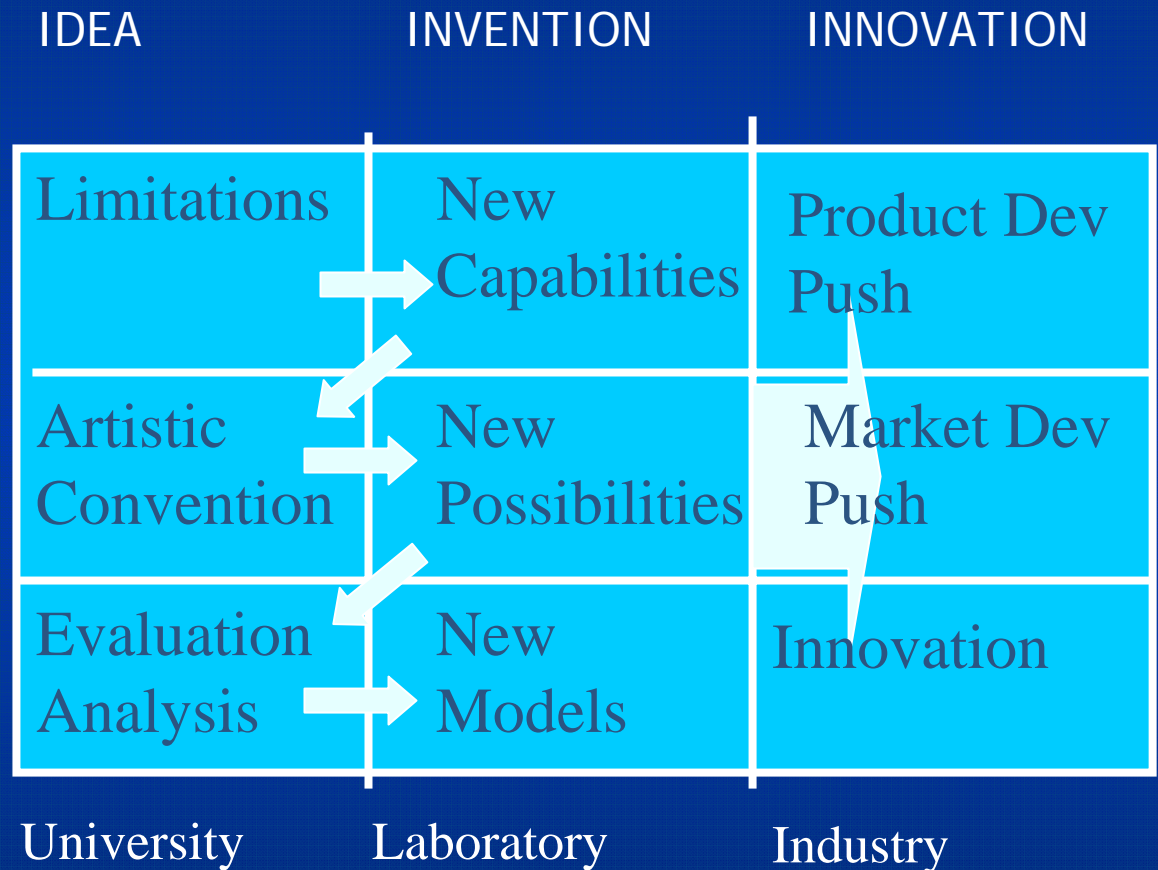 IDEA INVENTION INNOVATION
Limitations
New
Capabilities
Product Dev
Push
Artistic
Convention
New
Possibilities
Market Dev
Push
Evaluation
Analysis
New
Models
Innovation
University Laboratory Industry